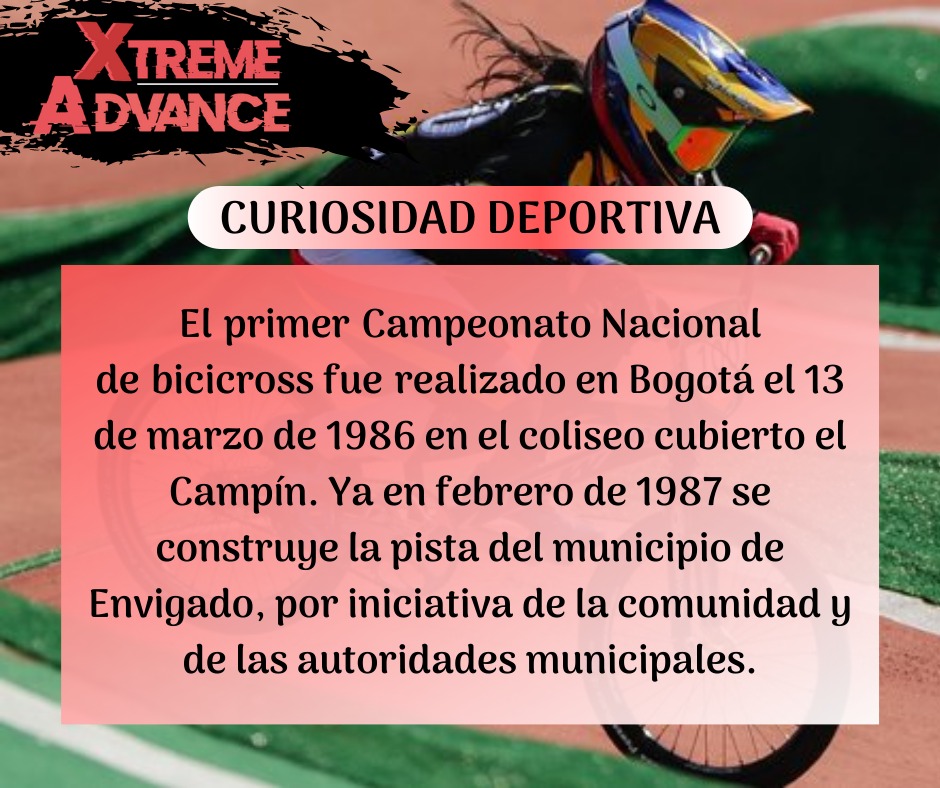 XTREME
ADVANCE
CURIOSIDAD DEPORTIVA
El primer Campeonato Nacional
de bicicross fue realizado en Bogotá el 13
de marzo de 1986 en el coliseo cubierto el
Campín. Ya en febrero de 1987 se
construye la pista del municipio de
Envigado, por iniciativa de la comunidad y
de las autoridades municipales.